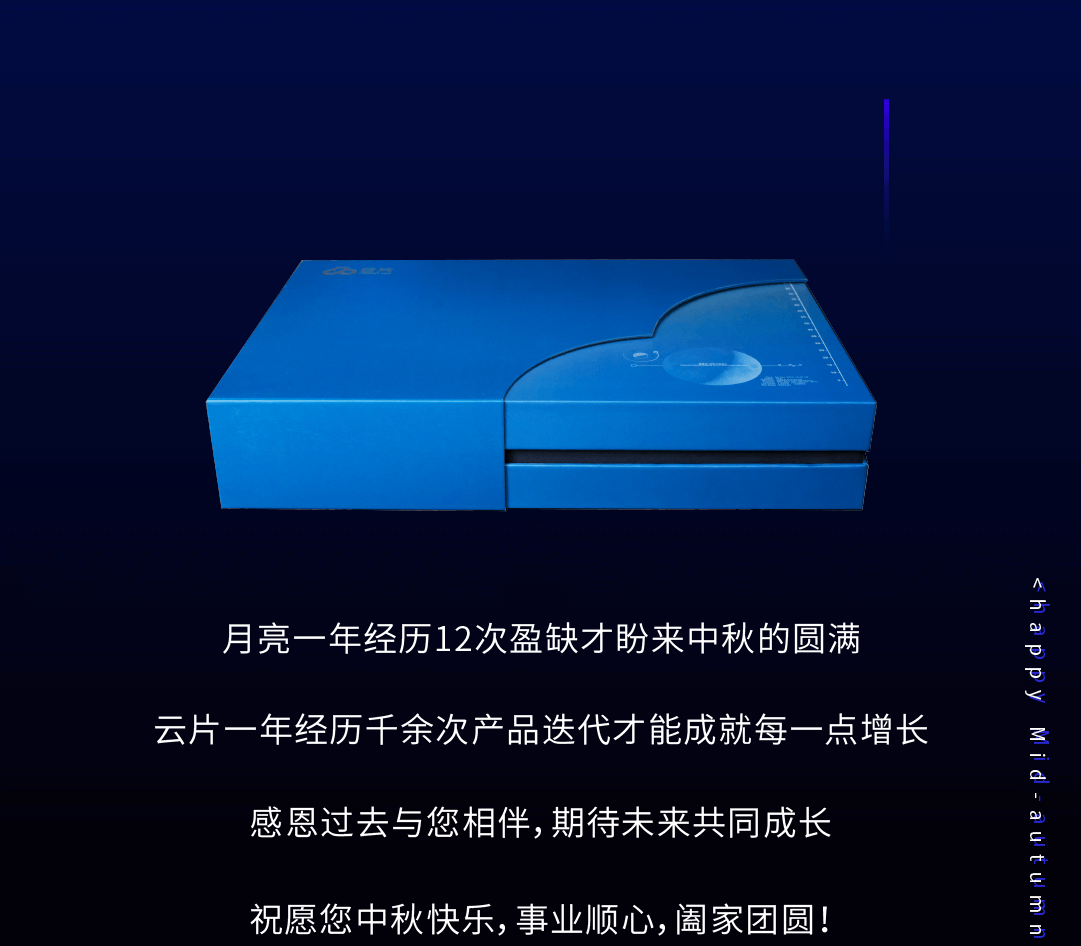 月亮一年经历12次盈缺才盼来中秋的圆满
云片一年经历千余次产品迭代才能成就每一点增长
感恩过去与您相伴，期待未来共同成长
祝愿您中秋快乐，事业顺心，阖家团圆！
<happy Mid-autumn